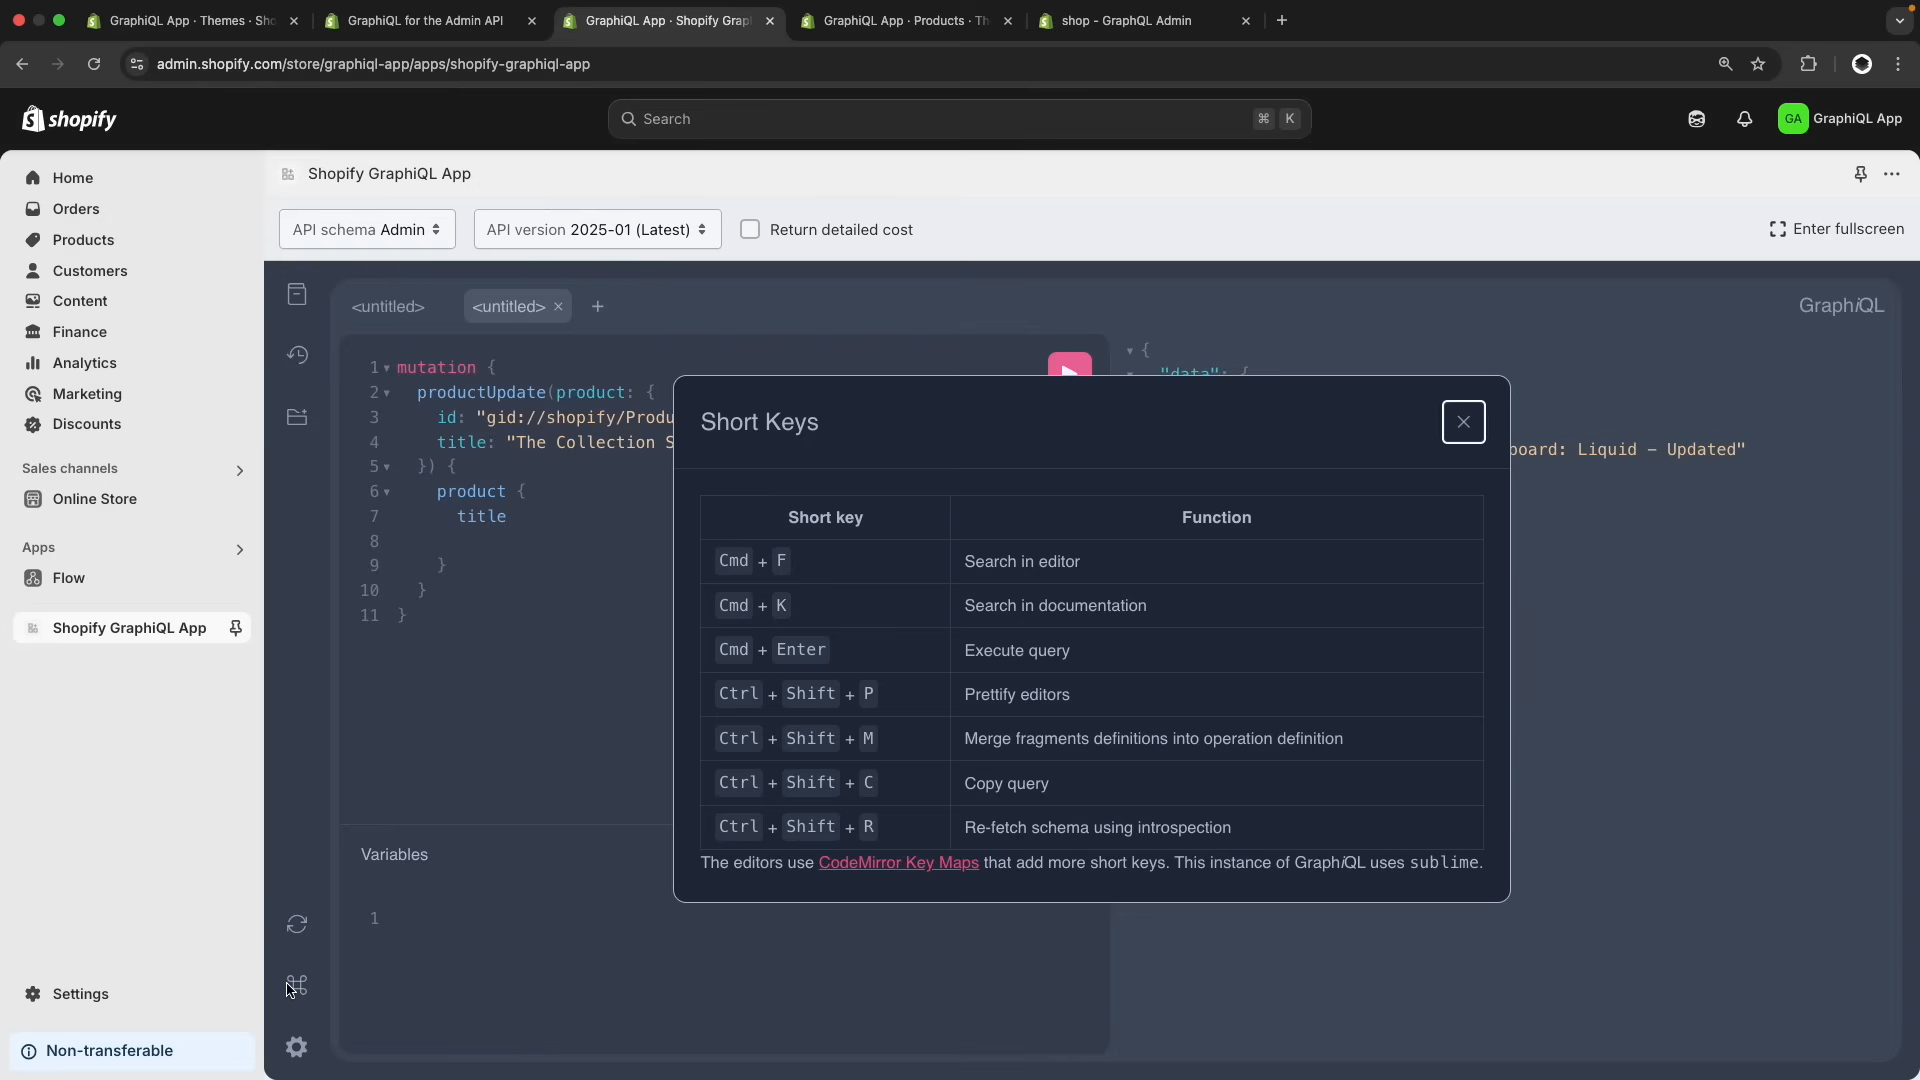 GraphiQL App · Themes · Sho
GraphiQL for the Admin API
GraphiQL App · Shopify Grap
GraphiQL App · Products · Th
shop - GraphQL Admin
admin.shopify.com/store/graphiql-app/apps/shopify-graphiql-app
shopify
Search
⌘ K
GA GraphiQL App
Home
Orders
Products
Customers
Content
Finance
Analytics
Marketing
Discounts
Sales channels
Online Store
Apps
Flow
Shopify GraphiQL App
Settings
Non-transferable
Shopify GraphiQL App
API schema Admin
API version 2025-01 (Latest)
Return detailed cost
Enter fullscreen
<untitled>
<untitled>
GraphiQL
1 mutation {
2 productUpdate(product: {
3 id: "gid://shopify/Produ
4 title: "The Collection S
5 }) {
6 product {
7 title
8
9 }
10 }
11 }
{
"data": {
board: Liquid - Updated"
Variables
1
Short Keys
Short key Function
Cmd + F Search in editor
Cmd + K Search in documentation
Cmd + Enter Execute query
Ctrl + Shift + P Prettify editors
Ctrl + Shift + M Merge fragments definitions into operation definition
Ctrl + Shift + C Copy query
Ctrl + Shift + R Re-fetch schema using introspection
The editors use CodeMirror Key Maps that add more short keys. This instance of GraphiQL uses sublime.